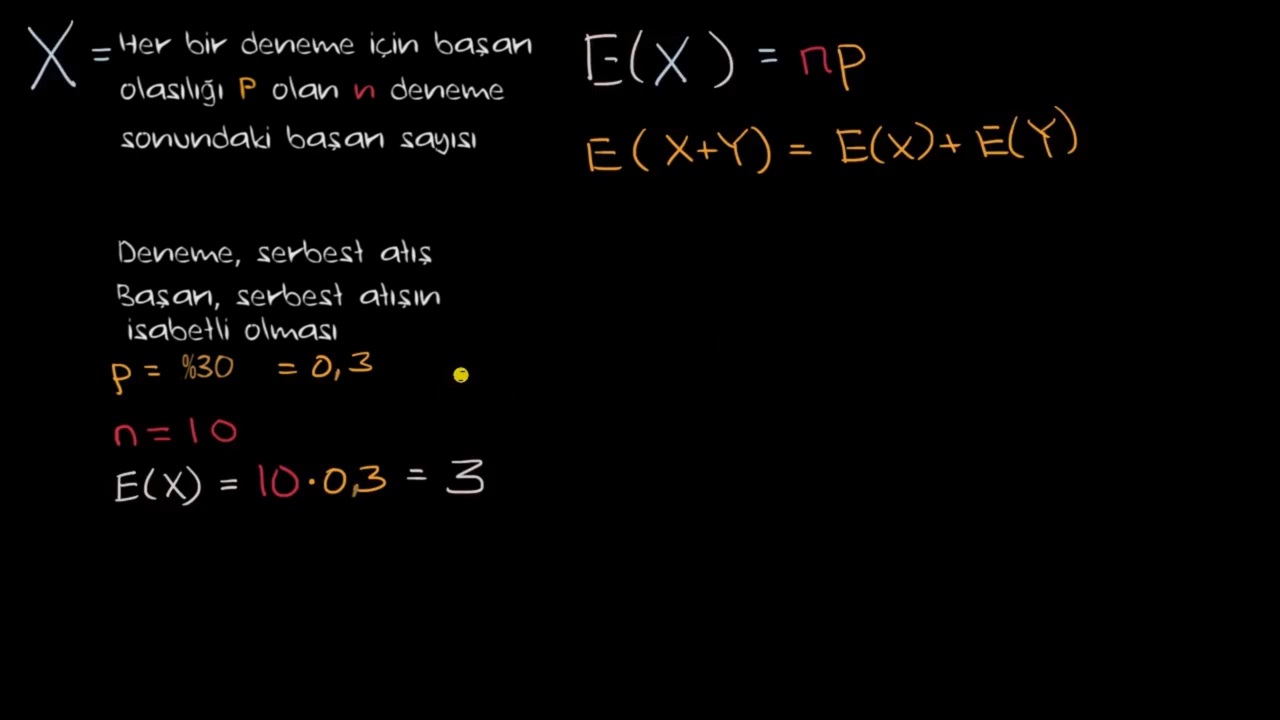 X = Her bir deneme için başarı
olasılığı P olan n deneme
sonundaki başarı sayısı
E(X) = np
E(X+Y) = E(X)+E(Y)
Deneme, serbest atış
Başarı, serbest atışın
isabetli olması
p = %30 = 0,3
n = 10
E(X) = 10·0,3 = 3